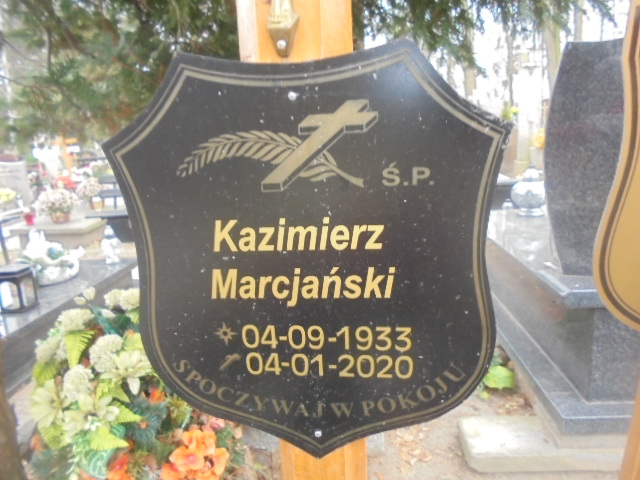 Ś.P.
Kazimierz
Marcjański
04-09-1933
04-01-2020
SPOCZYWAJ W POKOJU